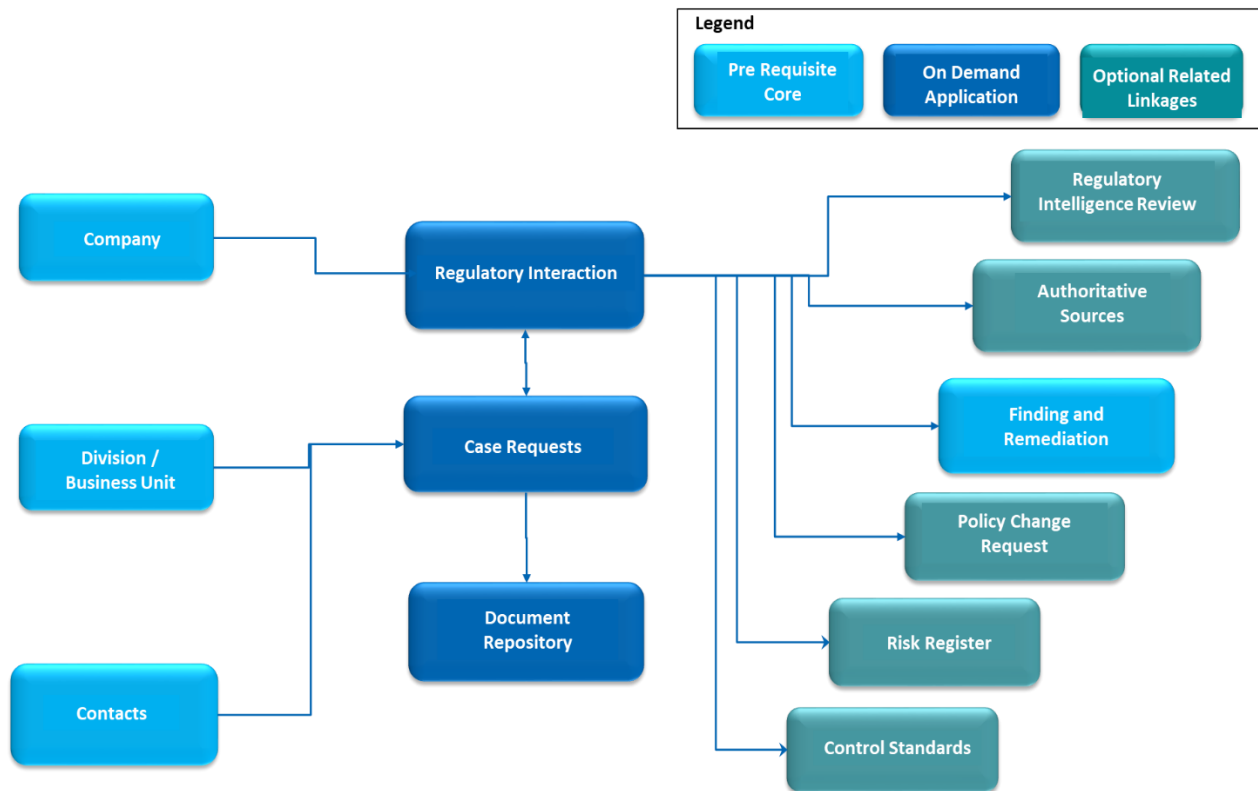 Legend
Pre Requisite
Core
On Demand
Application
Optional Related
Linkages
Company
Division /
Business Unit
Contacts
Regulatory Interaction
Case Requests
Document
Repository
Regulatory
Intelligence Review
Authoritative
Sources
Finding and
Remediation
Policy Change
Request
Risk Register
Control Standards